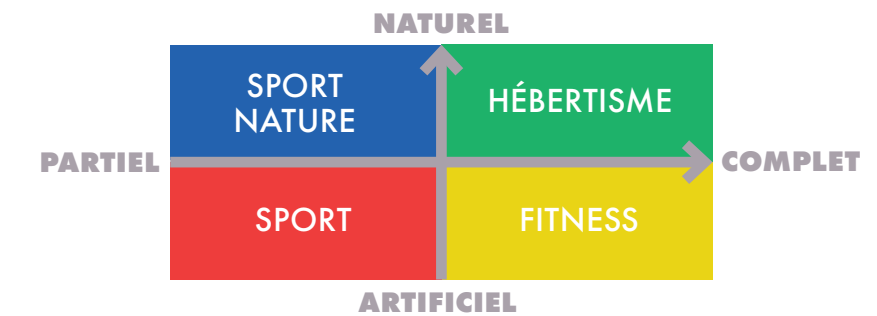 NATUREL
SPORT
NATURE
HÉBERTISME
PARTIEL
COMPLET
SPORT
FITNESS
ARTIFICIEL